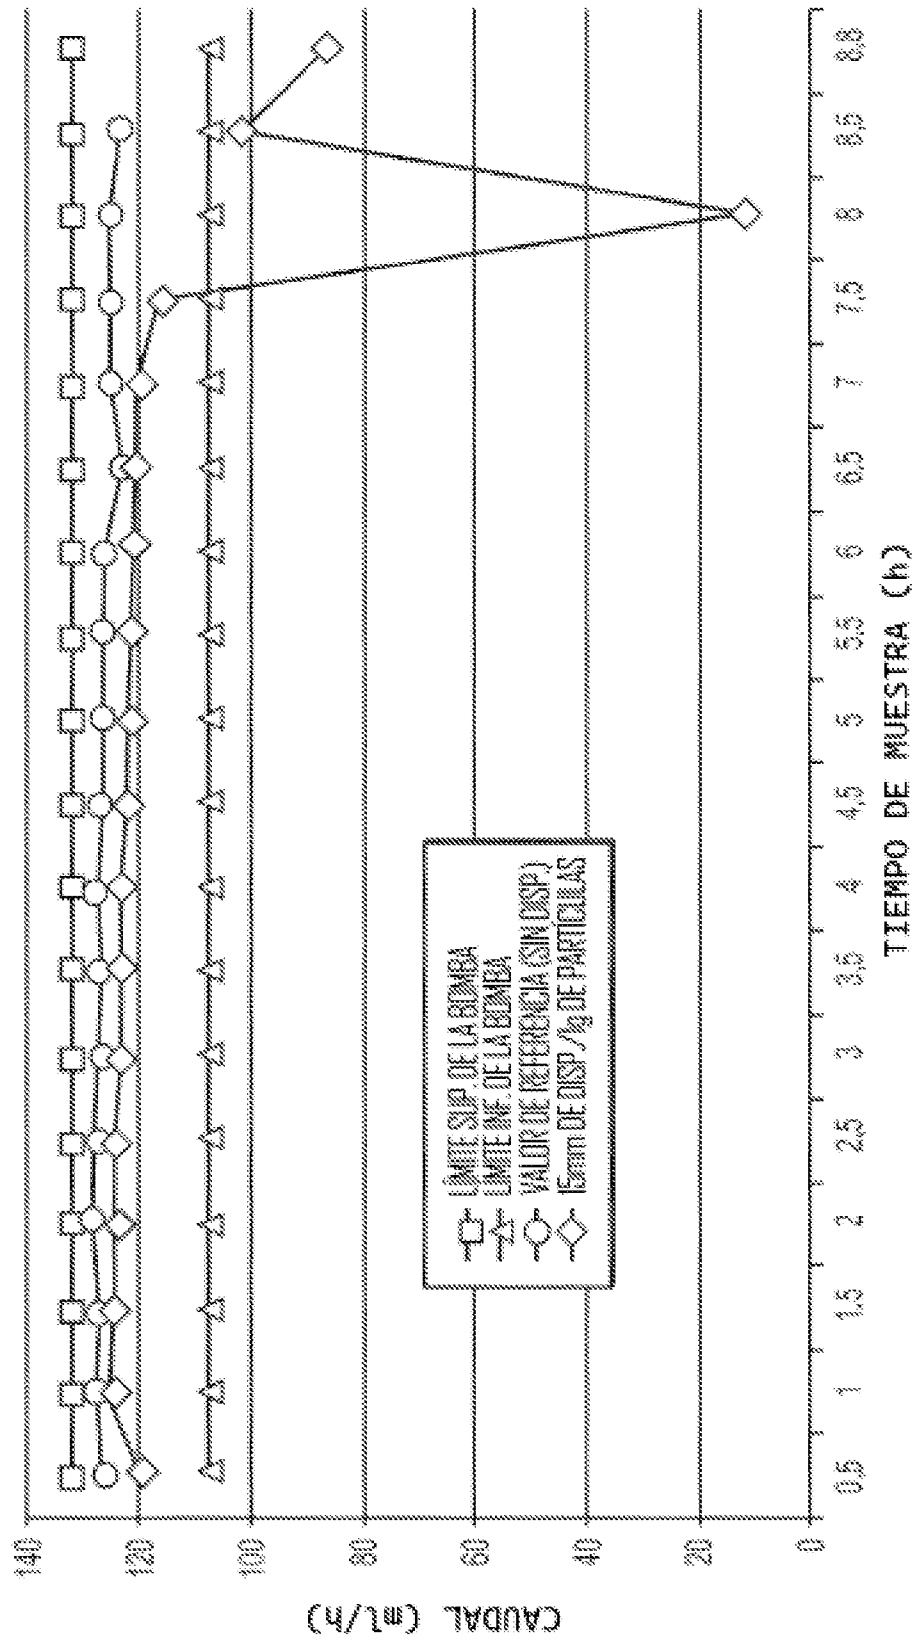 CAUDAL (ml/h)
140
120
100
80
60
40
20
0
LÍMITE SUP. DE LA BOMBA
LÍMITE INF. DE LA BOMBA
VALOR DE REFERENCIA (SIN DISP.)
15mm DE DISP./kg DE PARTÍCULAS
0,5 1 1,5 2 2,5 3 3,5 4 4,5 5 5,5 6 6,5 7 7,5 8 8,5 8,8
TIEMPO DE MUESTRA (h)